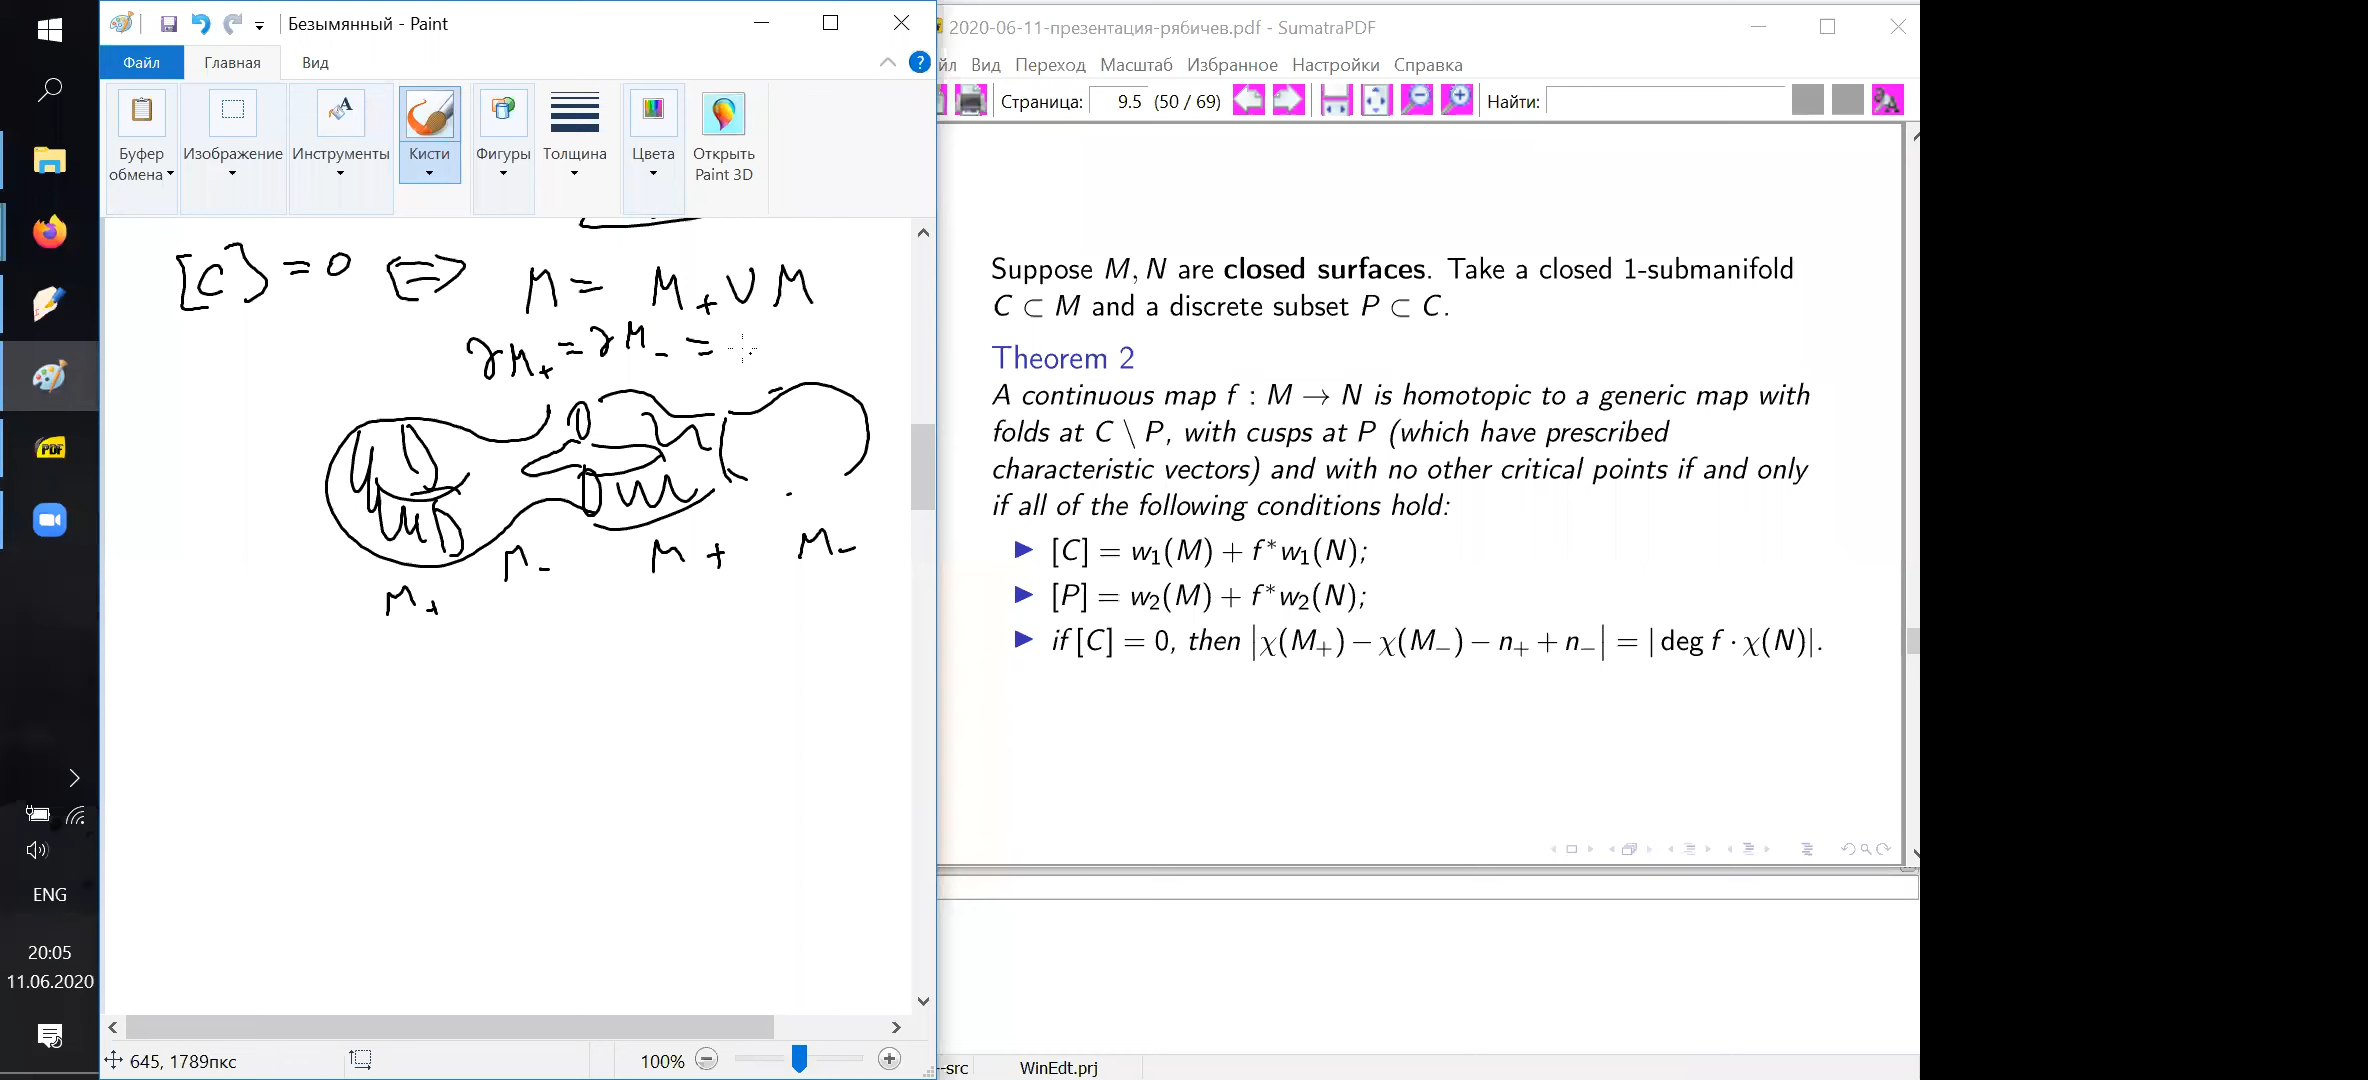 Безымянный - Paint
Файл Главная Вид
Буфер обмена
Изображение
Инструменты
Кисти
Фигуры
Толщина
Цвета
Открыть Paint 3D
[C] = 0 ⟺ M = M₊ ∪ M
∂M₊ = ∂M₋ =
M₊ M₋ M+ M₋
645, 1789пкс
100%
ENG
20:05
11.06.2020
2020-06-11-презентация-рябичев.pdf - SumatraPDF
йл Вид Переход Масштаб Избранное Настройки Справка
Страница: 9.5 (50 / 69) Найти:
Suppose M, N are closed surfaces. Take a closed 1-submanifold
C ⊂ M and a discrete subset P ⊂ C.
Theorem 2
A continuous map f : M → N is homotopic to a generic map with
folds at C \ P, with cusps at P (which have prescribed
characteristic vectors) and with no other critical points if and only
if all of the following conditions hold:
▶ [C] = w₁(M) + f*w₁(N);
▶ [P] = w₂(M) + f*w₂(N);
▶ if [C] = 0, then |χ(M₊) − χ(M₋) − n₊ + n₋| = | deg f · χ(N)|.
--src WinEdt.prj
PDF